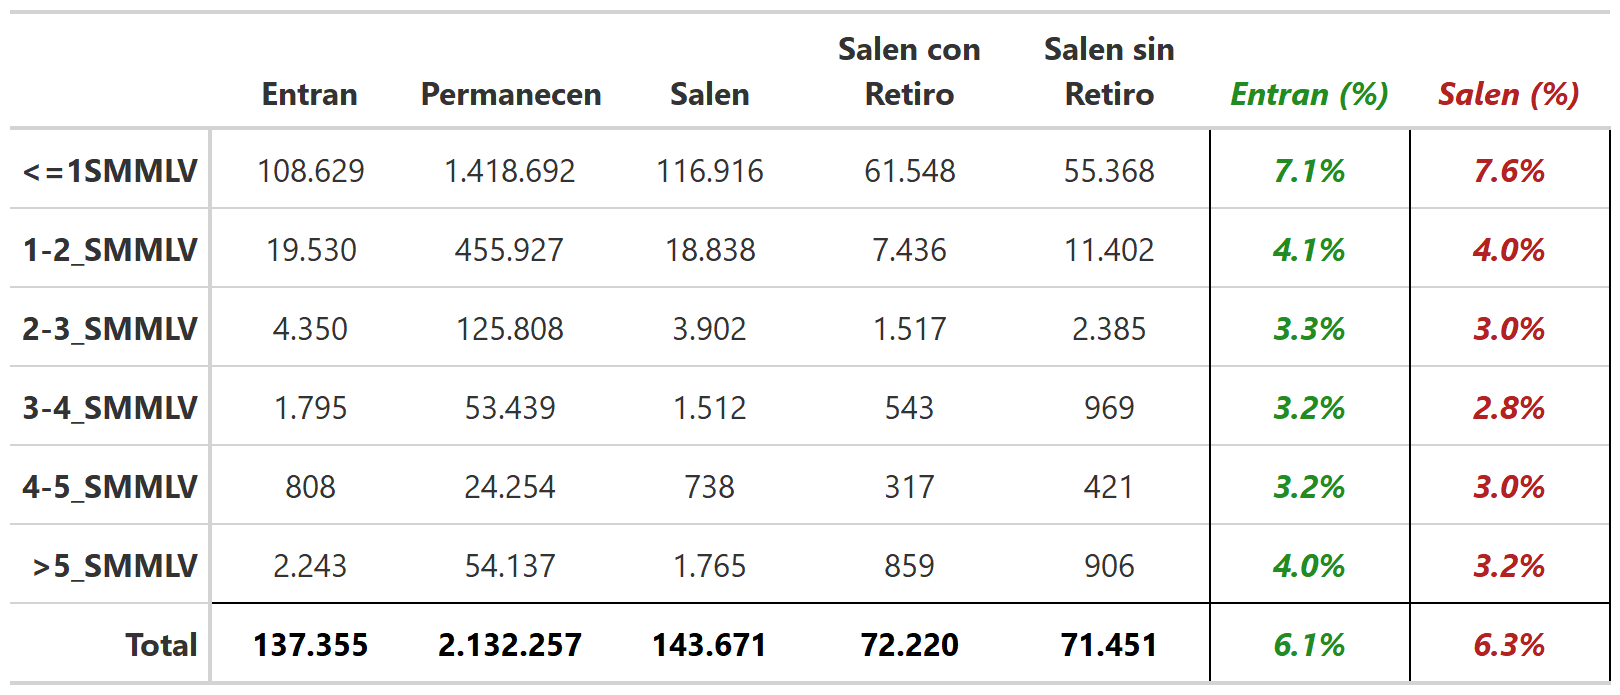 Entran Permanecen Salen Salen con Retiro Salen sin Retiro Entran (%) Salen (%)
<=1SMMLV 108.629 1.418.692 116.916 61.548 55.368 7.1% 7.6%
1-2_SMMLV 19.530 455.927 18.838 7.436 11.402 4.1% 4.0%
2-3_SMMLV 4.350 125.808 3.902 1.517 2.385 3.3% 3.0%
3-4_SMMLV 1.795 53.439 1.512 543 969 3.2% 2.8%
4-5_SMMLV 808 24.254 738 317 421 3.2% 3.0%
>5_SMMLV 2.243 54.137 1.765 859 906 4.0% 3.2%
Total 137.355 2.132.257 143.671 72.220 71.451 6.1% 6.3%